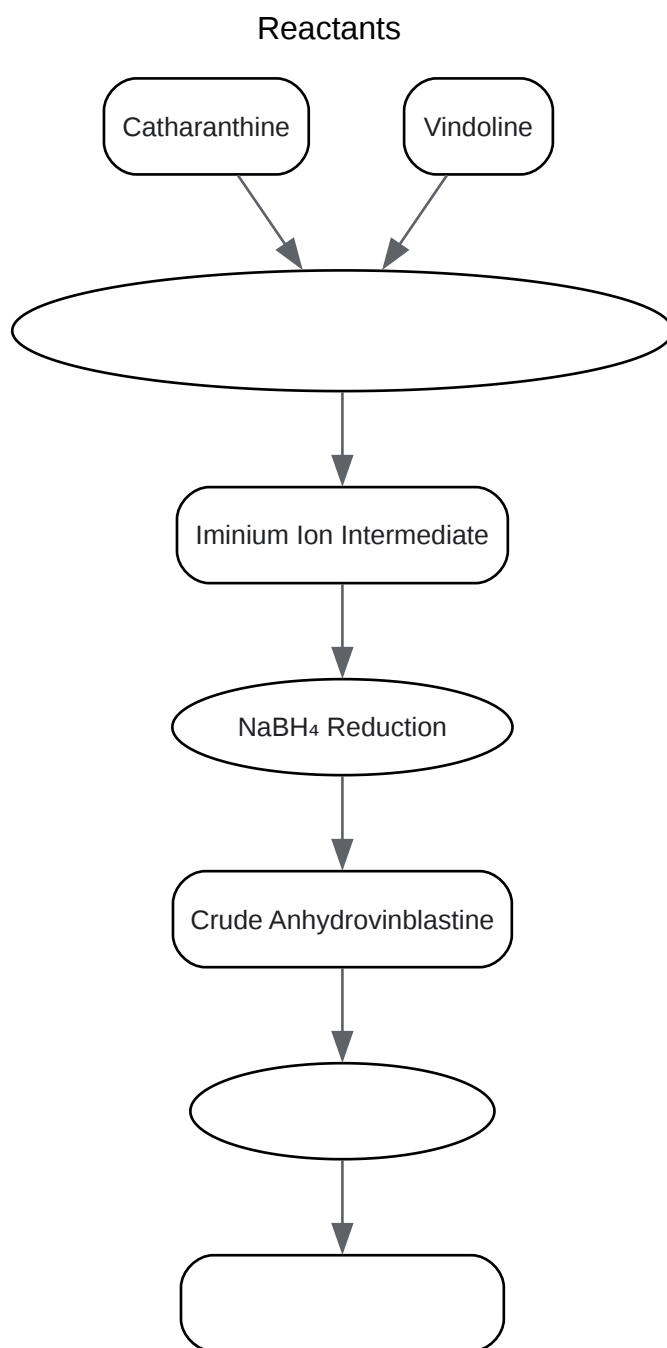 Reactants
Catharanthine
Vindoline
Iminium Ion Intermediate
NaBH₄ Reduction
Crude Anhydrovinblastine